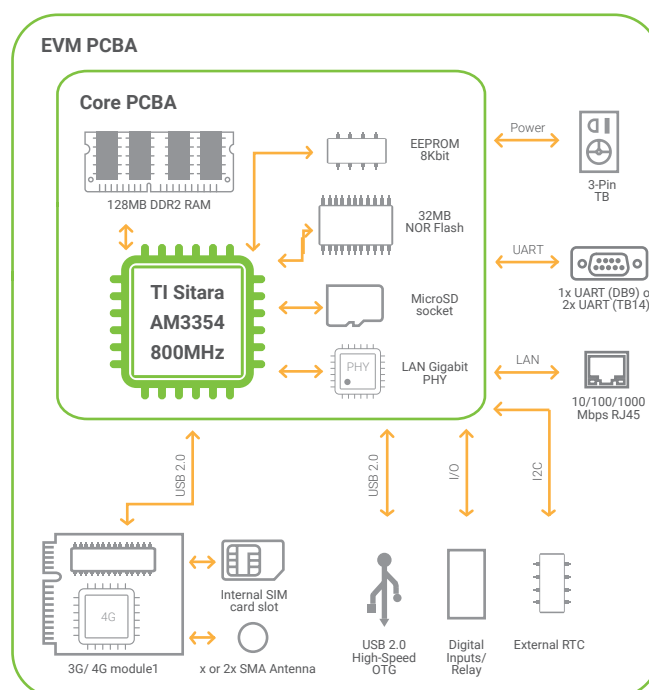 EVM PCBA
Core PCBA
128MB DDR2 RAM
EEPROM
8Kbit
32MB
NOR Flash
TI Sitara
AM3354
800MHz
MicroSD
socket
PHY
LAN Gigabit
PHY
Power
3-Pin
TB
UART
1x UART (DB9) o
2x UART (TB14)
LAN
10/100/1000
Mbps RJ45
USB 2.0
USB 2.0
I/O
I2C
4G
3G/ 4G module1
Internal SIM
card slot
x or 2x SMA Antenna
USB 2.0
High-Speed
OTG
Digital
Inputs/
Relay
External RTC